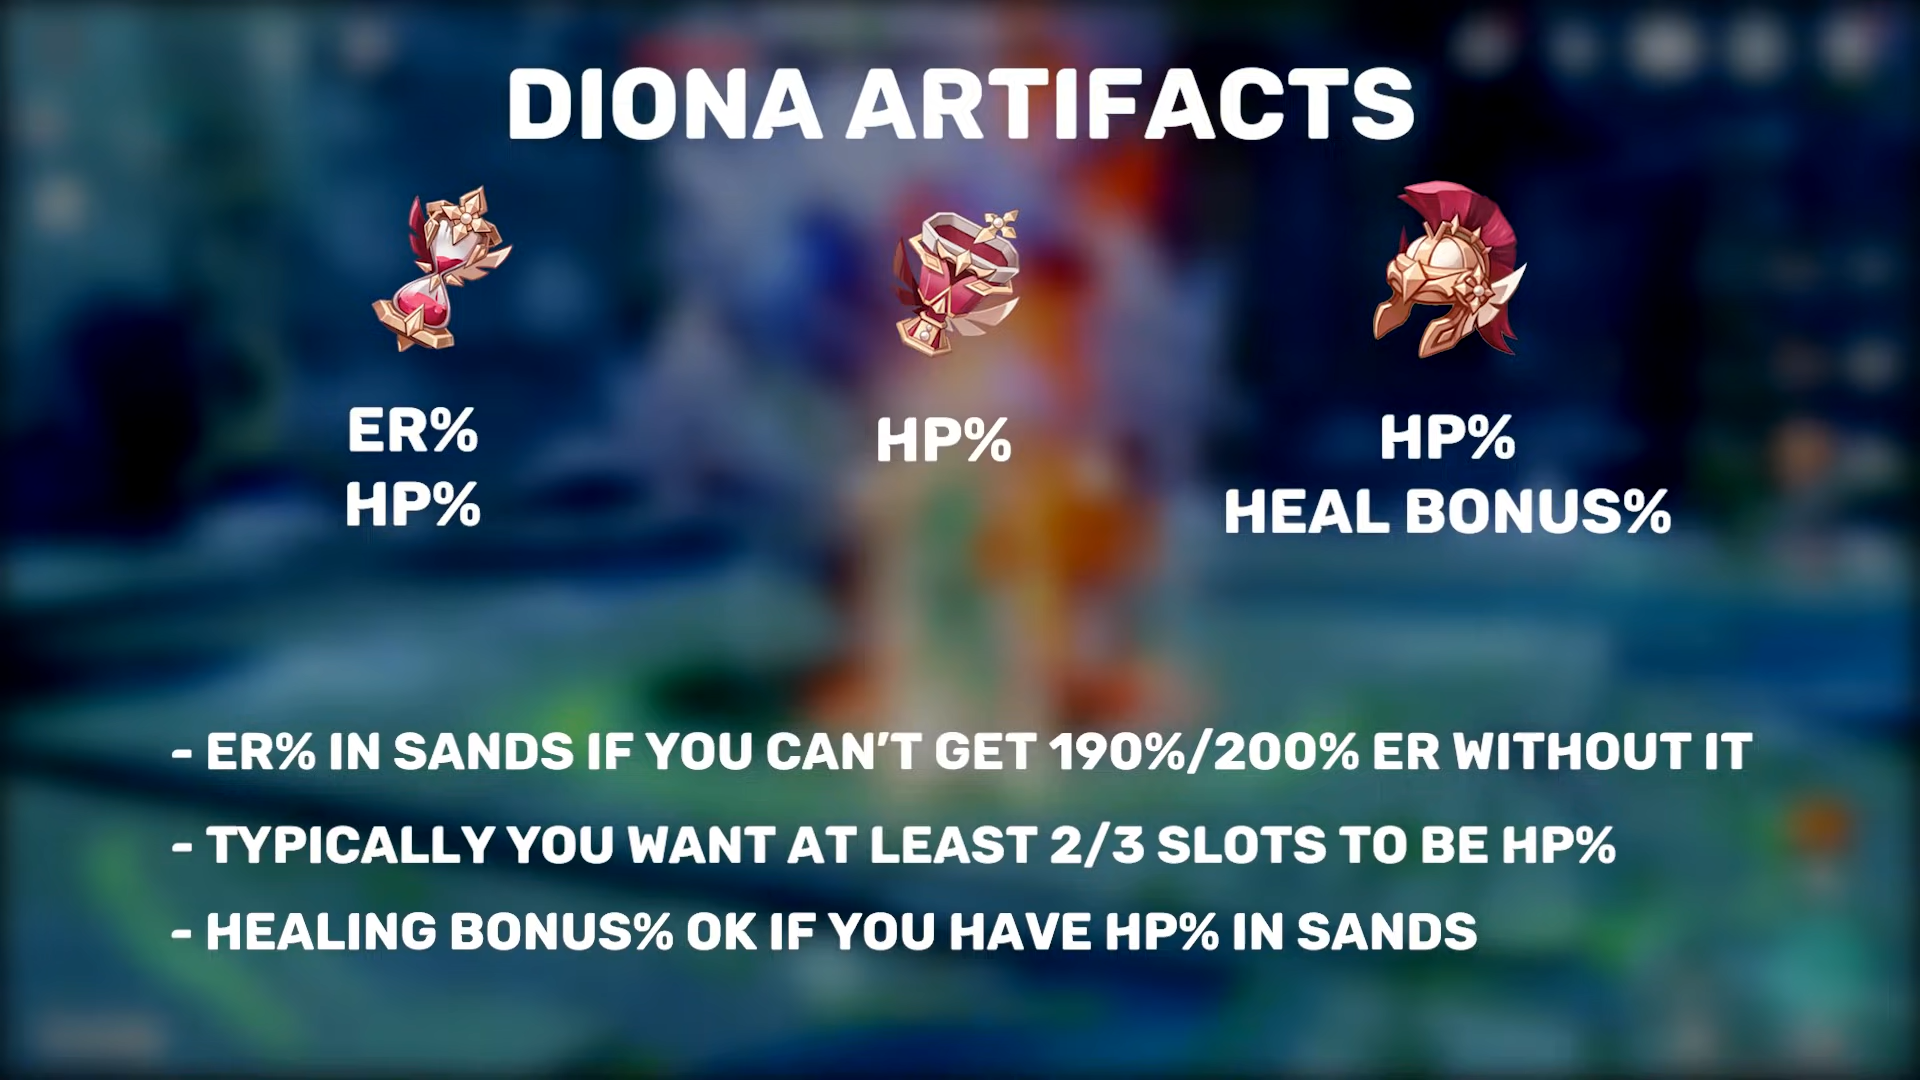 DIONA ARTIFACTS
ER%
HP%
HP%
HP%
HEAL BONUS%
- ER% IN SANDS IF YOU CAN'T GET 190%/200% ER WITHOUT IT
- TYPICALLY YOU WANT AT LEAST 2/3 SLOTS TO BE HP%
- HEALING BONUS% OK IF YOU HAVE HP% IN SANDS